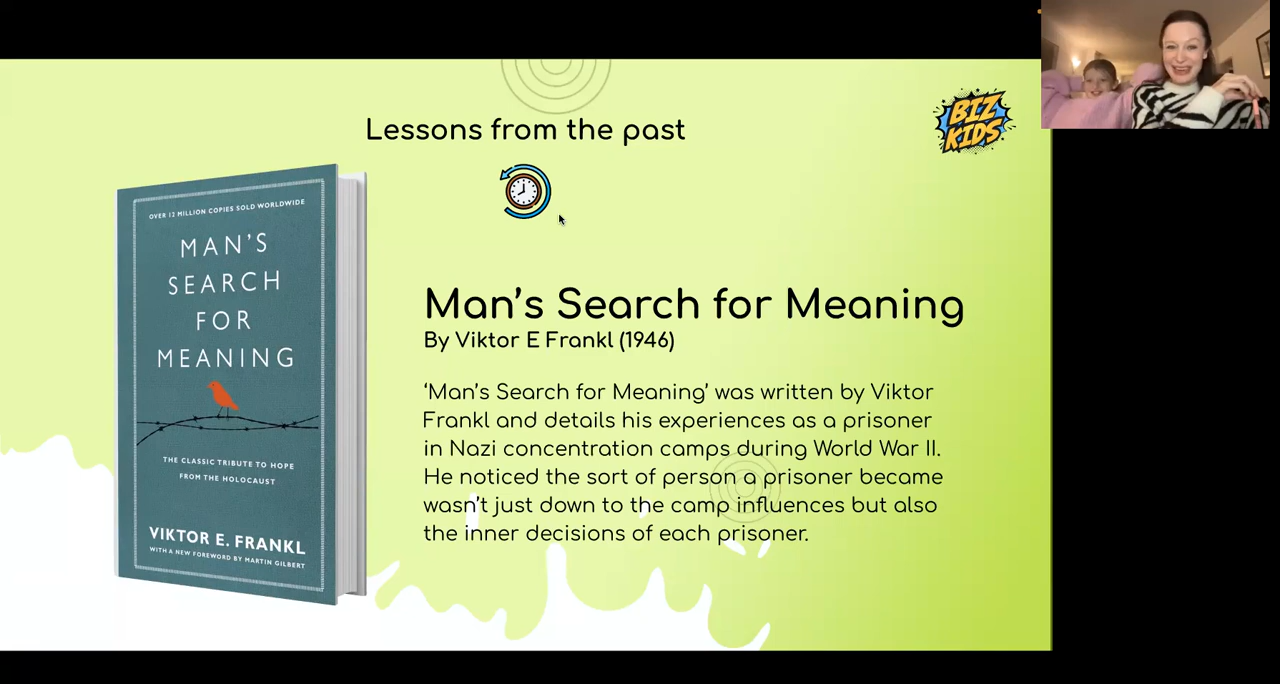 Lessons from the past
BIZ
KIDS
OVER 12 MILLION COPIES SOLD WORLDWIDE
MAN'S
SEARCH
FOR
MEANING
THE CLASSIC TRIBUTE TO HOPE
FROM THE HOLOCAUST
VIKTOR E. FRANKL
WITH A NEW FOREWORD BY MARTIN GILBERT
Man's Search for Meaning
By Viktor E Frankl (1946)
‘Man's Search for Meaning’ was written by Viktor
Frankl and details his experiences as a prisoner
in Nazi concentration camps during World War II.
He noticed the sort of person a prisoner became
wasn't just down to the camp influences but also
the inner decisions of each prisoner.